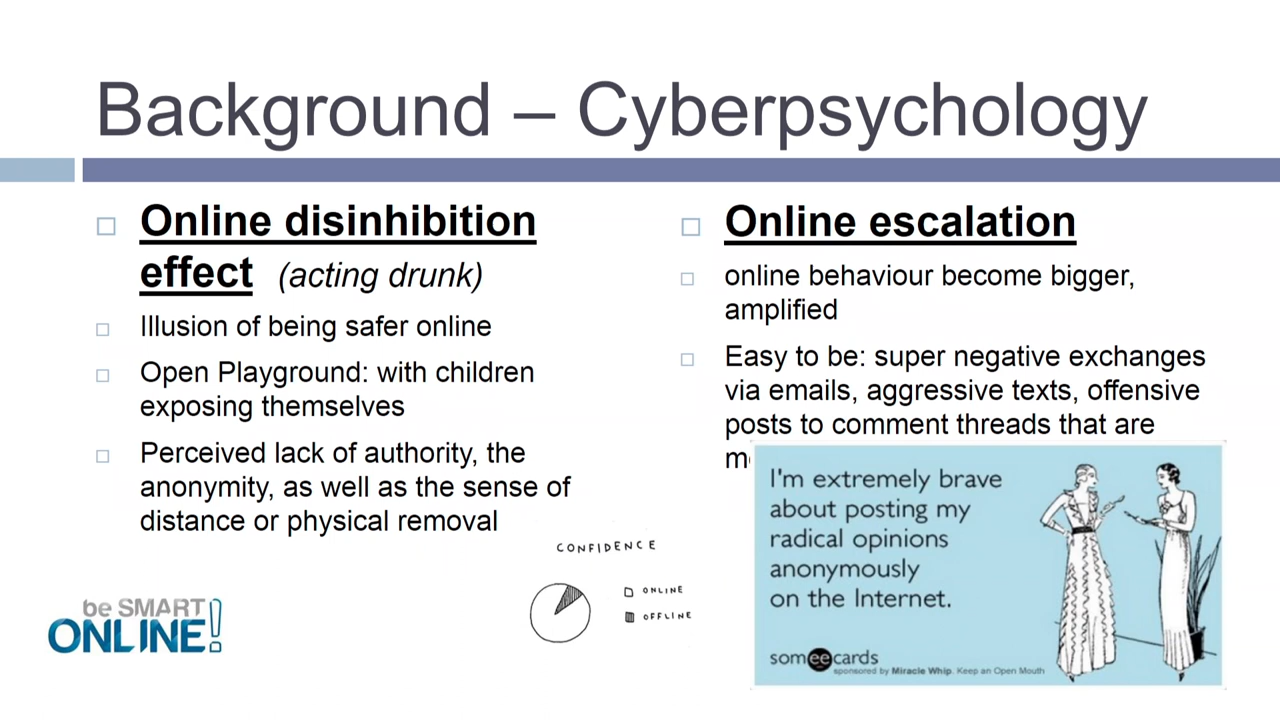 Background – Cyberpsychology
Online disinhibition
effect (acting drunk)
Illusion of being safer online
Open Playground: with children
exposing themselves
Perceived lack of authority, the
anonymity, as well as the sense of
distance or physical removal
Online escalation
online behaviour become bigger,
amplified
Easy to be: super negative exchanges
via emails, aggressive texts, offensive
posts to comment threads that are
CONFIDENCE
ONLINE
OFFLINE
be SMART
ONLINE!
I'm extremely brave
about posting my
radical opinions
anonymously
on the Internet.
someecards
sponsored by Miracle Whip. Keep an Open Mouth